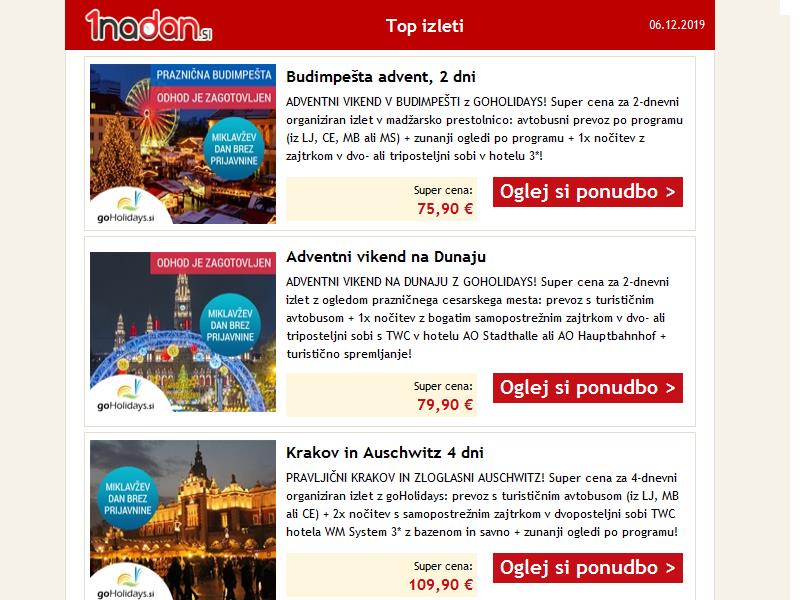 1nadan.si
Top izleti
06.12.2019
PRAZNIČNA BUDIMPEŠTA
ODHOD JE ZAGOTOVLJEN
MIKLAVŽEV
DAN BREZ
PRIJAVNINE
goHolidays.si
Budimpešta advent, 2 dni
ADVENTNI VIKEND V BUDIMPEŠTI z GOHOLIDAYS! Super cena za 2-dnevni
organiziran izlet v madžarsko prestolnico: avtobusni prevoz po programu
(iz LJ, CE, MB ali MS) + zunanji ogledi po programu + 1x nočitev z
zajtrkom v dvo- ali triposteljni sobi v hotelu 3*!
Super cena:
75,90 €
Oglej si ponudbo >
ODHOD JE ZAGOTOVLJEN
MIKLAVŽEV
DAN BREZ
PRIJAVNINE
goHolidays.si
Adventni vikend na Dunaju
ADVENTNI VIKEND NA DUNAJU Z GOHOLIDAYS! Super cena za 2-dnevni
izlet z ogledom prazničnega cesarskega mesta: prevoz s turističnim
avtobusom + 1x nočitev z bogatim samopostrežnim zajtrkom v dvo- ali
triposteljni sobi s TWC v hotelu AO Stadthalle ali AO Hauptbahnhof +
turistično spremljanje!
Super cena:
79,90 €
Oglej si ponudbo >
MIKLAVŽEV
DAN BREZ
PRIJAVNINE
goHolidays.si
Krakov in Auschwitz 4 dni
PRAVLJIČNI KRAKOV IN ZLOGLASNI AUSCHWITZ! Super cena za 4-dnevni
organiziran izlet z goHolidays: prevoz s turističnim avtobusom (iz LJ, MB
ali CE) + 2x nočitev s samopostrežnim zajtrkom v dvoposteljni sobi TWC
hotela WM System 3* z bazenom in savno + zunanji ogledi po programu!
Super cena:
109,90 €
Oglej si ponudbo >